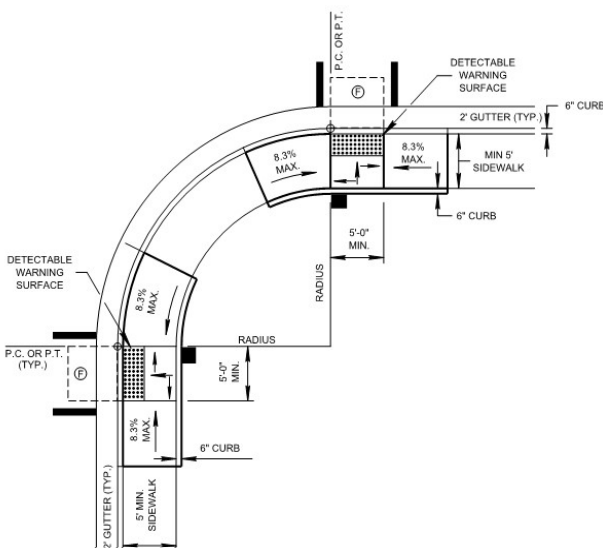 P.C. OR P.T.
DETECTABLE
WARNING
SURFACE
F
6" CURB
2' GUTTER (TYP.)
8.3%
MAX.
8.3%
MAX.
MIN 5'
SIDEWALK
6" CURB
5'-0"
MIN.
DETECTABLE
WARNING
SURFACE
8.3%
MAX.
RADIUS
RADIUS
P.C. OR P.T.
(TYP.)
F
5'-0"
MIN.
8.3%
MAX.
6" CURB
2' GUTTER (TYP.)
5' MIN.
SIDEWALK